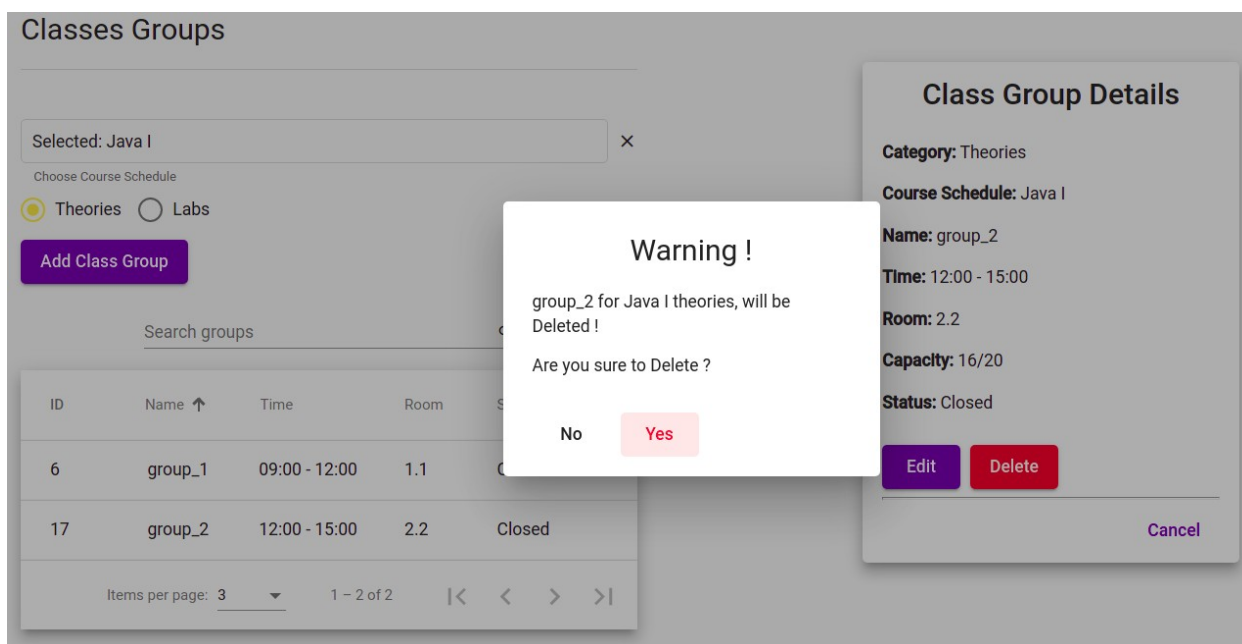 Classes Groups
Selected: Java I
Choose Course Schedule
Theories Labs
Add Class Group
Search groups
ID Name Time Room
6 group_1 09:00 - 12:00 1.1
17 group_2 12:00 - 15:00 2.2 Closed
Items per page: 3 1 – 2 of 2
Warning !
group_2 for Java I theories, will be
Deleted !
Are you sure to Delete ?
No Yes
Class Group Details
Category: Theories
Course Schedule: Java I
Name: group_2
Time: 12:00 - 15:00
Room: 2.2
Capacity: 16/20
Status: Closed
Edit Delete
Cancel